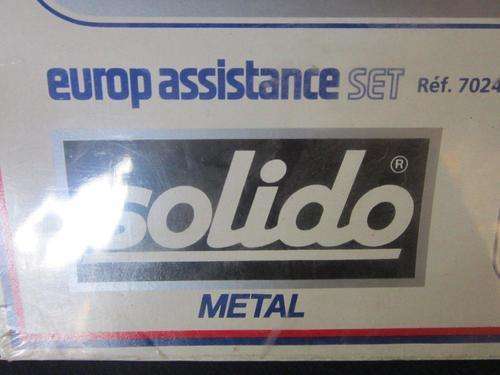 europ assistance SET Réf. 7024
solido®
METAL